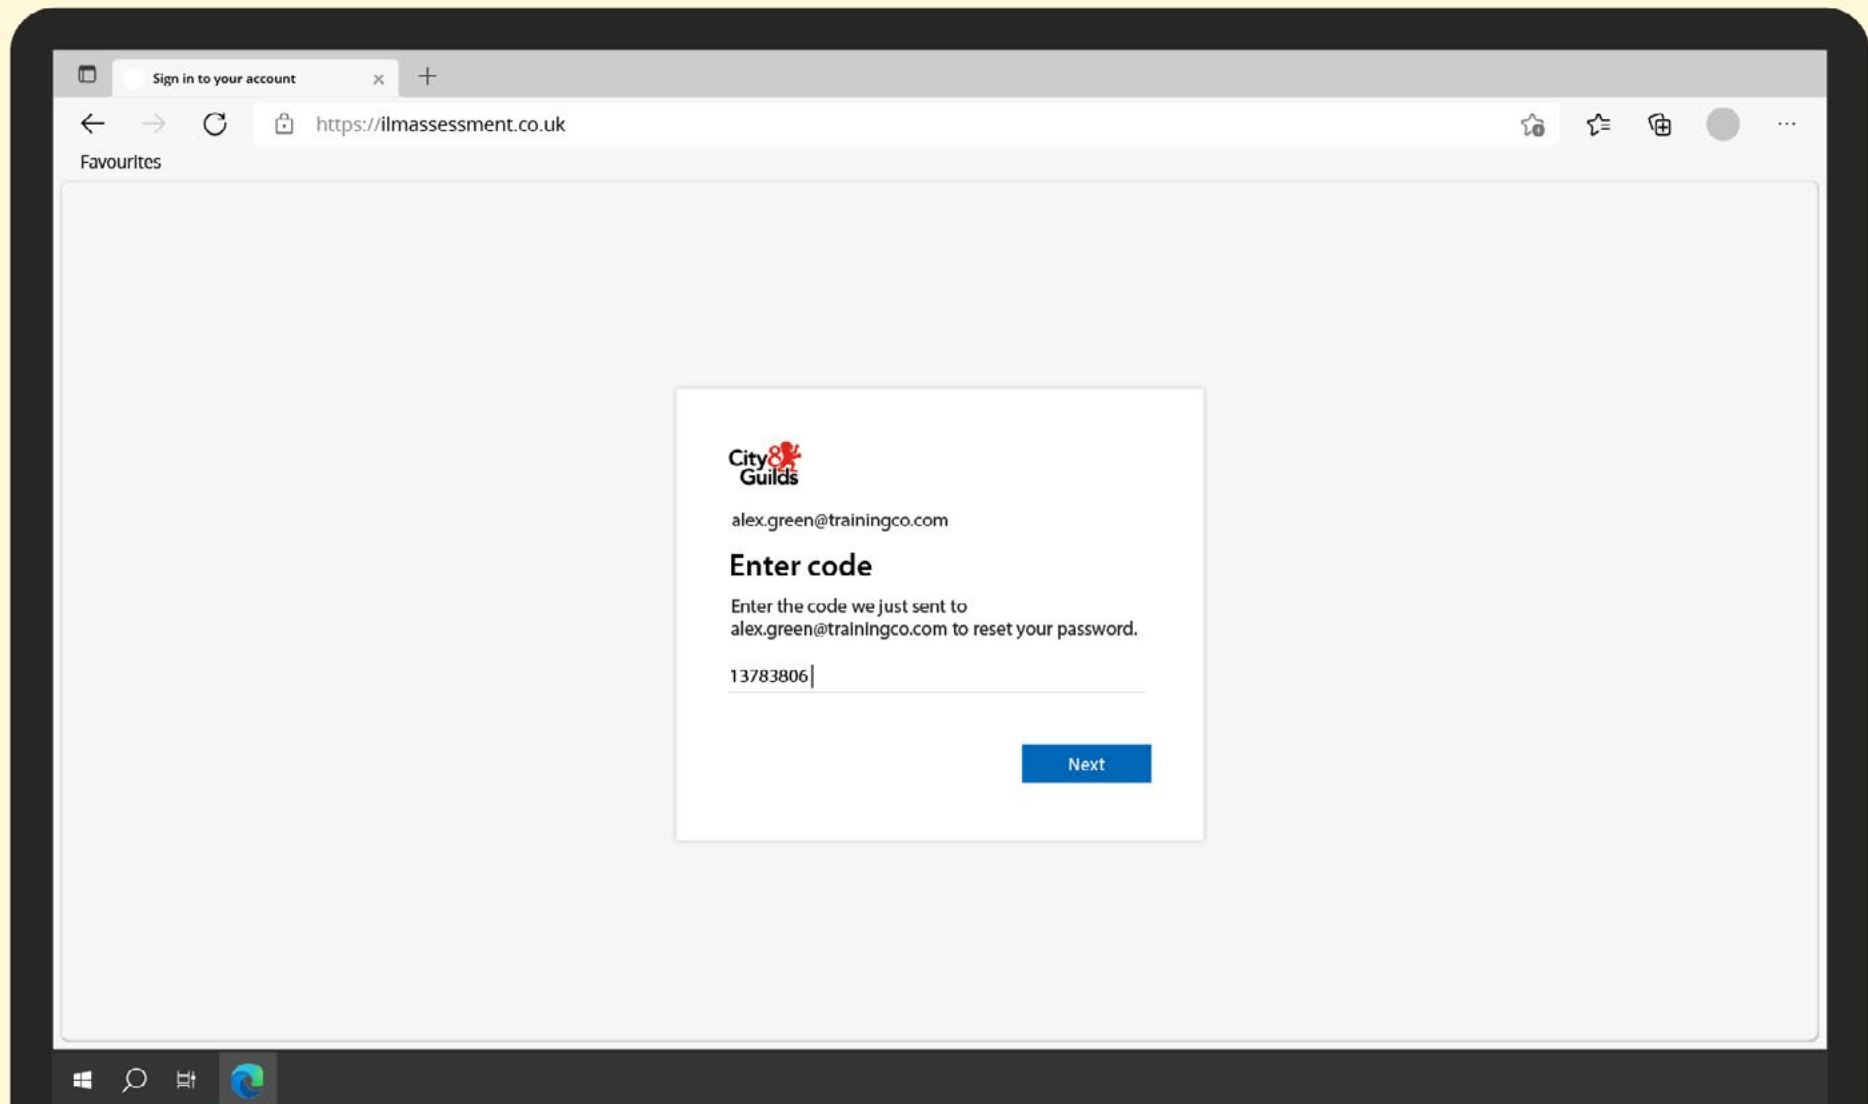 Sign in to your account
https://ilmassessment.co.uk
Favourites
City&
Guilds
alex.green@trainingco.com
Enter code
Enter the code we just sent to
alex.green@trainingco.com to reset your password.
13783806
Next